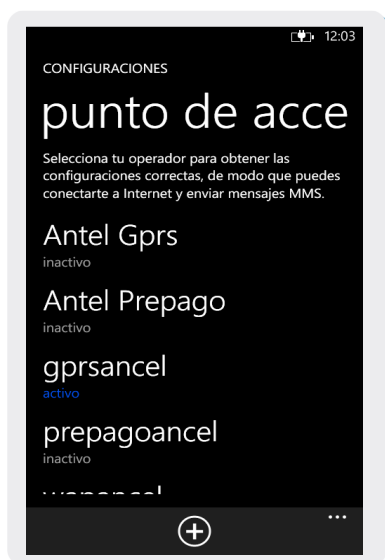 12:03
CONFIGURACIONES
punto de acce
Selecciona tu operador para obtener las
configuraciones correctas, de modo que puedes
conectarte a Internet y enviar mensajes MMS.
Antel Gprs
inactivo
Antel Prepago
inactivo
gprsancel
activo
prepagoancel
inactivo